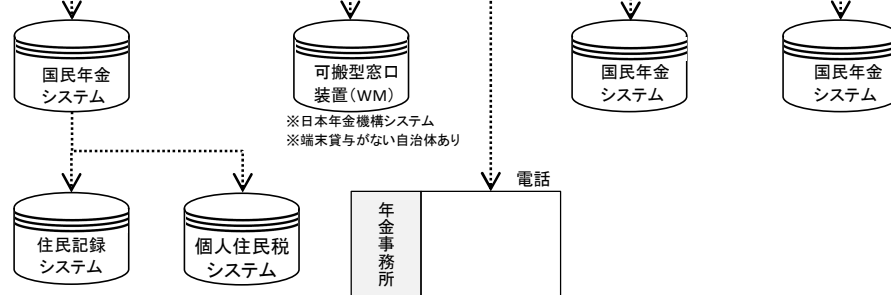 国民年金
システム
可搬型窓口
装置（WM）
※日本年金機構システム
※端末貸与がない自治体あり
国民年金
システム
国民年金
システム
住民記録
システム
個人住民税
システム
電話
年金事務所